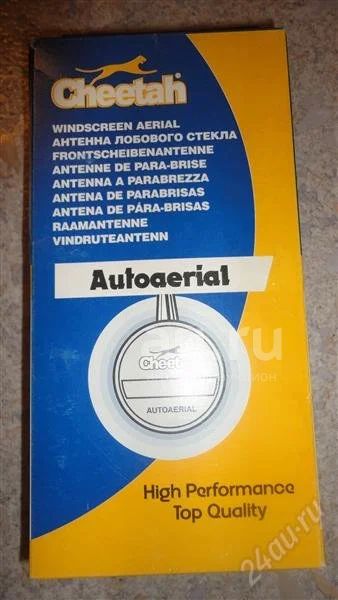 Cheetah®
WINDSCREEN AERIAL
АНТЕННА ЛОБОВОГО СТЕКЛА
FRONTSCHEIBENANTENNE
ANTENNE DE PARA-BRISE
ANTENNA A PARABREZZA
ANTENA DE PARABRISAS
ANTENA DE PÁRA-BRISAS
RAAMANTENNE
VINDRUTEANTENN
Autoaerial
Cheetah
AUTOAERIAL
High Performance
Top Quality
24au.ru